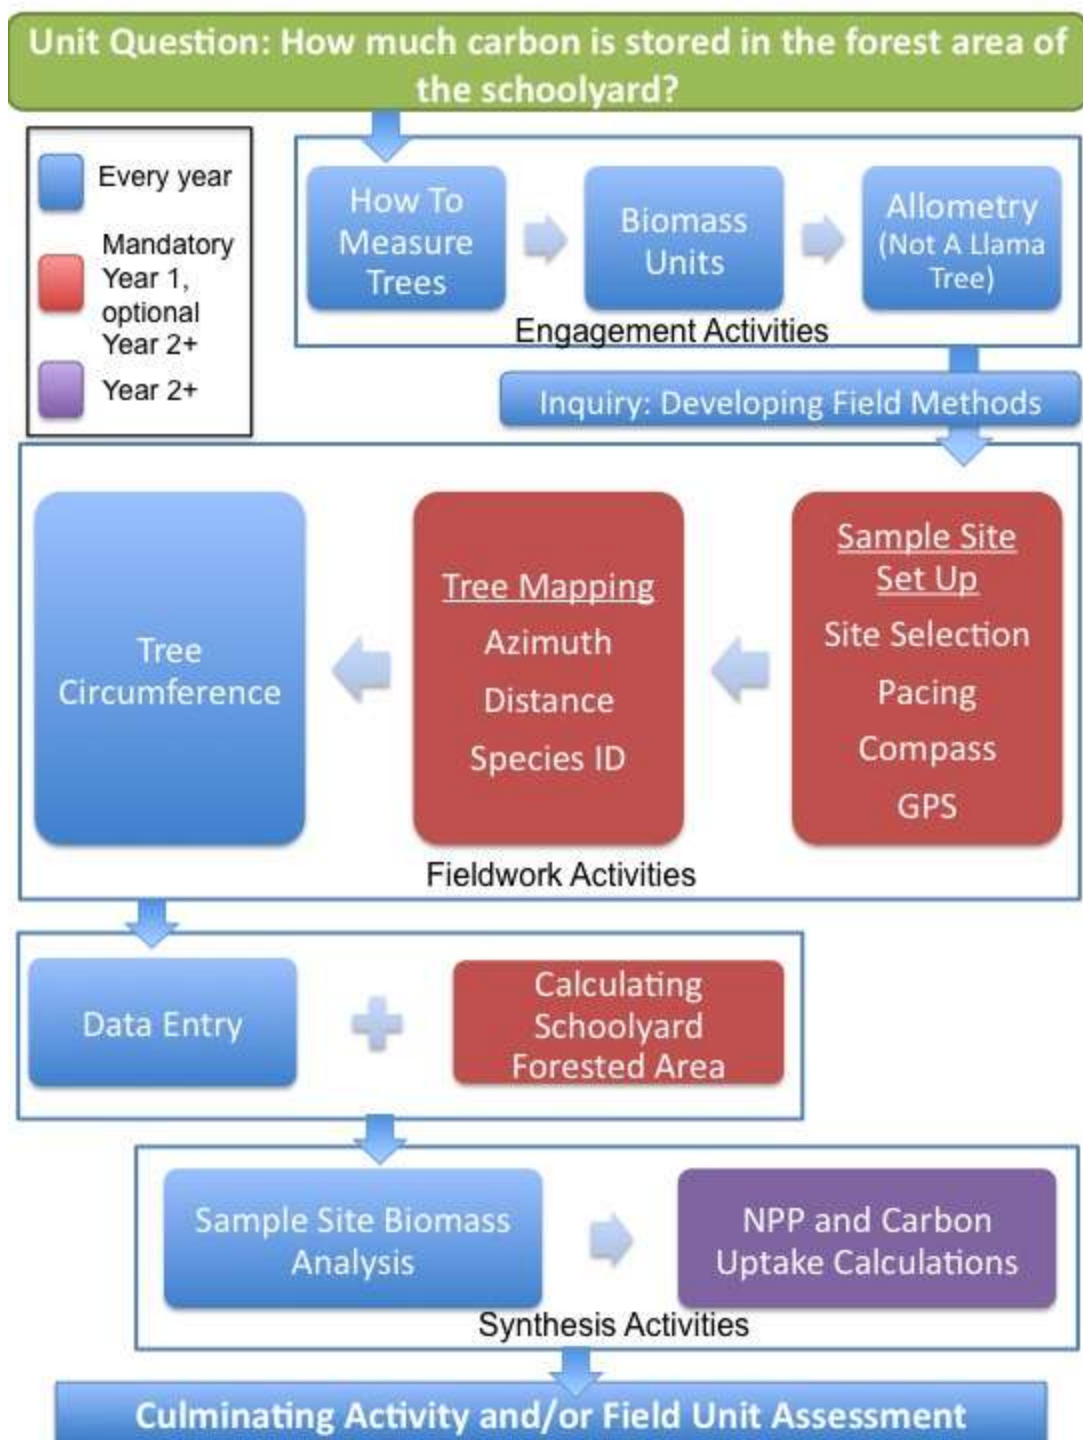 Unit Question: How much carbon is stored in the forest area of
the schoolyard?
Every year
Mandatory
Year 1,
optional
Year 2+
Year 2+
How To
Measure
Trees
Biomass
Units
Allometry
(Not A Llama
Tree)
Engagement Activities
Inquiry: Developing Field Methods
Tree
Circumference
Tree Mapping
Azimuth
Distance
Species ID
Sample Site
Set Up
Site Selection
Pacing
Compass
GPS
Fieldwork Activities
Data Entry
Calculating
Schoolyard
Forested Area
Sample Site Biomass
Analysis
NPP and Carbon
Uptake Calculations
Synthesis Activities
Culminating Activity and/or Field Unit Assessment